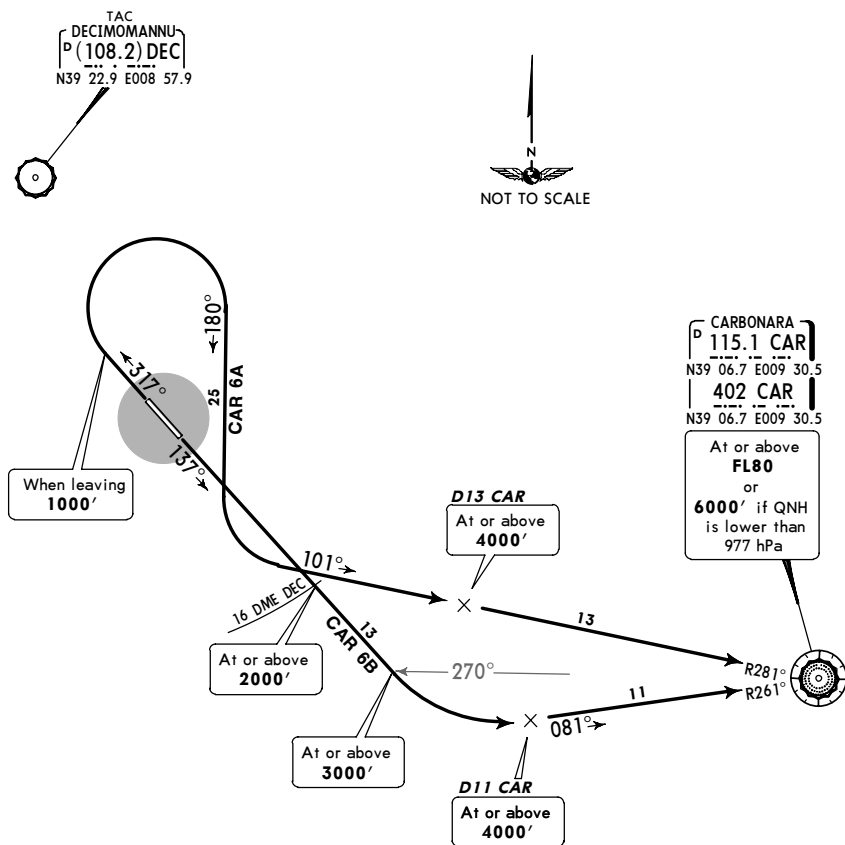 TAC
DECIMOMANNU
D (108.2) DEC
N39 22.9 E008 57.9
N
NOT TO SCALE
CARBONARA
D 115.1 CAR
N39 06.7 E009 30.5
402 CAR
N39 06.7 E009 30.5
At or above
FL80
or
6000' if QNH
is lower than
977 hPa
180°
25
CAR 6A
317°
137°
When leaving
1000'
D13 CAR
At or above
4000'
101°
13
16 DME DEC
13
CAR 6B
At or above
2000'
270°
R281°
R261°
11
081°
At or above
3000'
D11 CAR
At or above
4000'